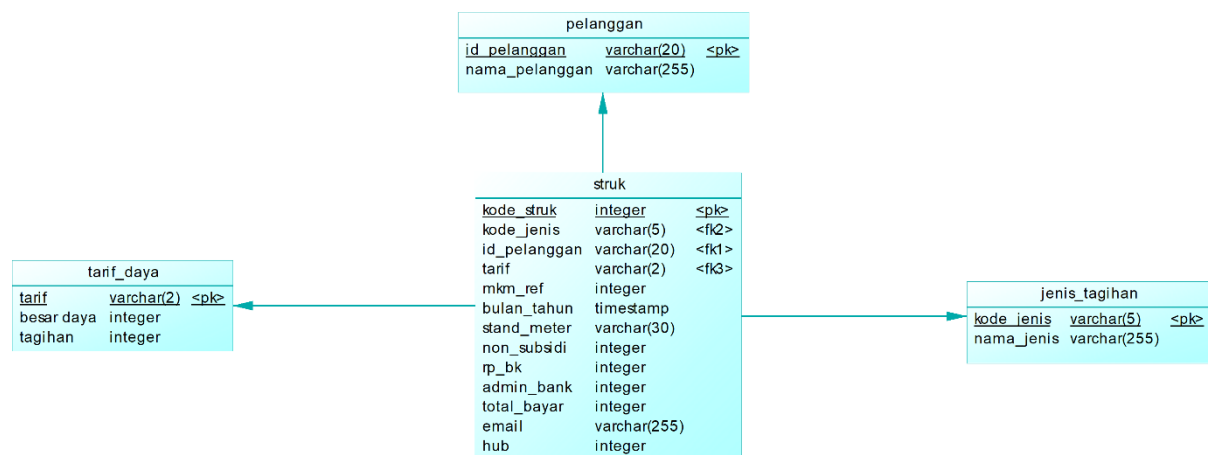 pelanggan
id_pelanggan varchar(20) <pk>
nama_pelanggan varchar(255)
struk
kode_struk integer <pk>
kode_jenis varchar(5) <fk2>
id_pelanggan varchar(20) <fk1>
tarif varchar(2) <fk3>
mkm_ref integer
bulan_tahun timestamp
stand_meter varchar(30)
non_subsidi integer
rp_bk integer
admin_bank integer
total_bayar integer
email varchar(255)
hub integer
tarif_daya
tarif varchar(2) <pk>
besar daya integer
tagihan integer
jenis_tagihan
kode_jenis varchar(5) <pk>
nama_jenis varchar(255)